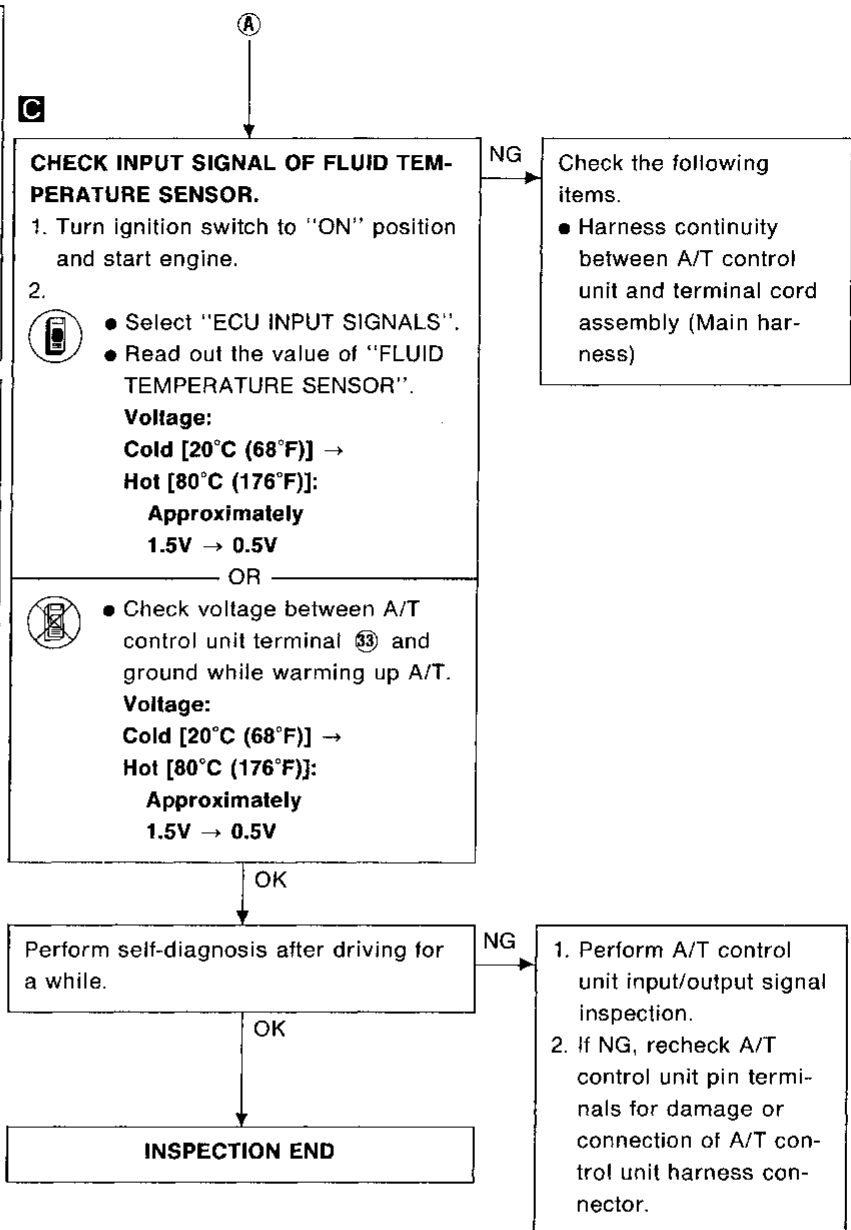 Ⓐ
C
CHECK INPUT SIGNAL OF FLUID TEM-
PERATURE SENSOR.
1. Turn ignition switch to "ON" position
and start engine.
2.
● Select "ECU INPUT SIGNALS".
● Read out the value of "FLUID
TEMPERATURE SENSOR".
Voltage:
Cold [20°C (68°F)] →
Hot [80°C (176°F)]:
Approximately
1.5V → 0.5V
OR
● Check voltage between A/T
control unit terminal ㉝ and
ground while warming up A/T.
Voltage:
Cold [20°C (68°F)] →
Hot [80°C (176°F)]:
Approximately
1.5V → 0.5V
NG
Check the following
items.
● Harness continuity
between A/T control
unit and terminal cord
assembly (Main har-
ness)
OK
Perform self-diagnosis after driving for
a while.
NG
1. Perform A/T control
unit input/output signal
inspection.
2. If NG, recheck A/T
control unit pin termi-
nals for damage or
connection of A/T con-
trol unit harness con-
nector.
OK
INSPECTION END